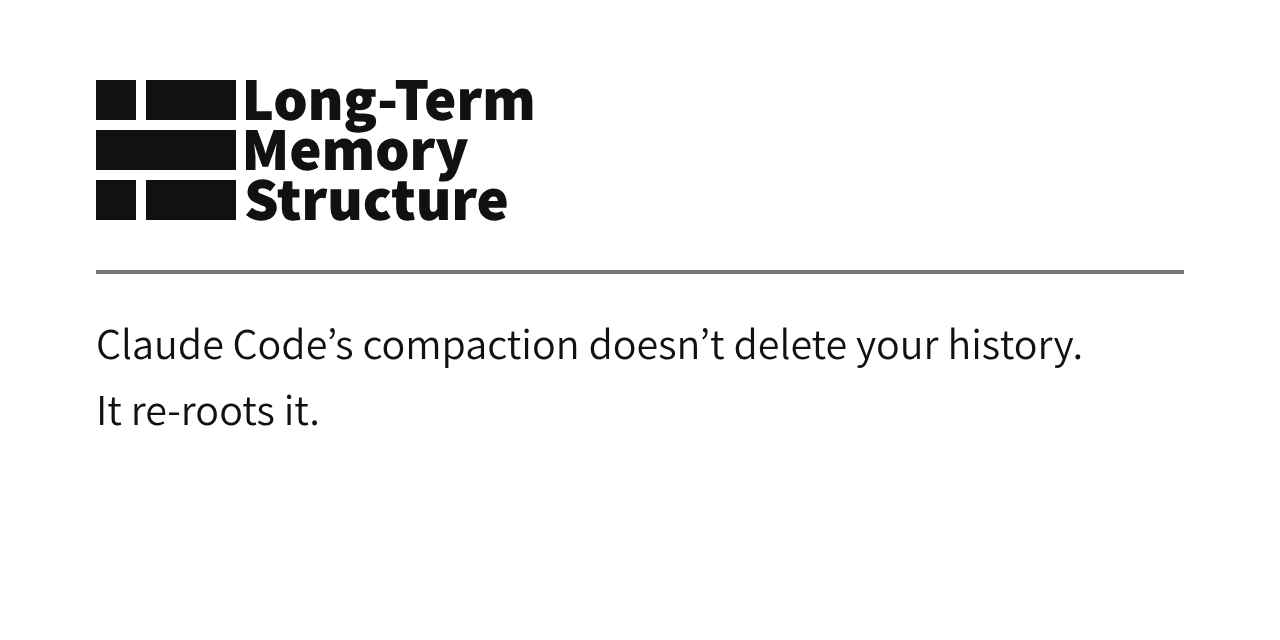 Long-Term
Memory
Structure
Claude Code’s compaction doesn’t delete your history.
It re-roots it.